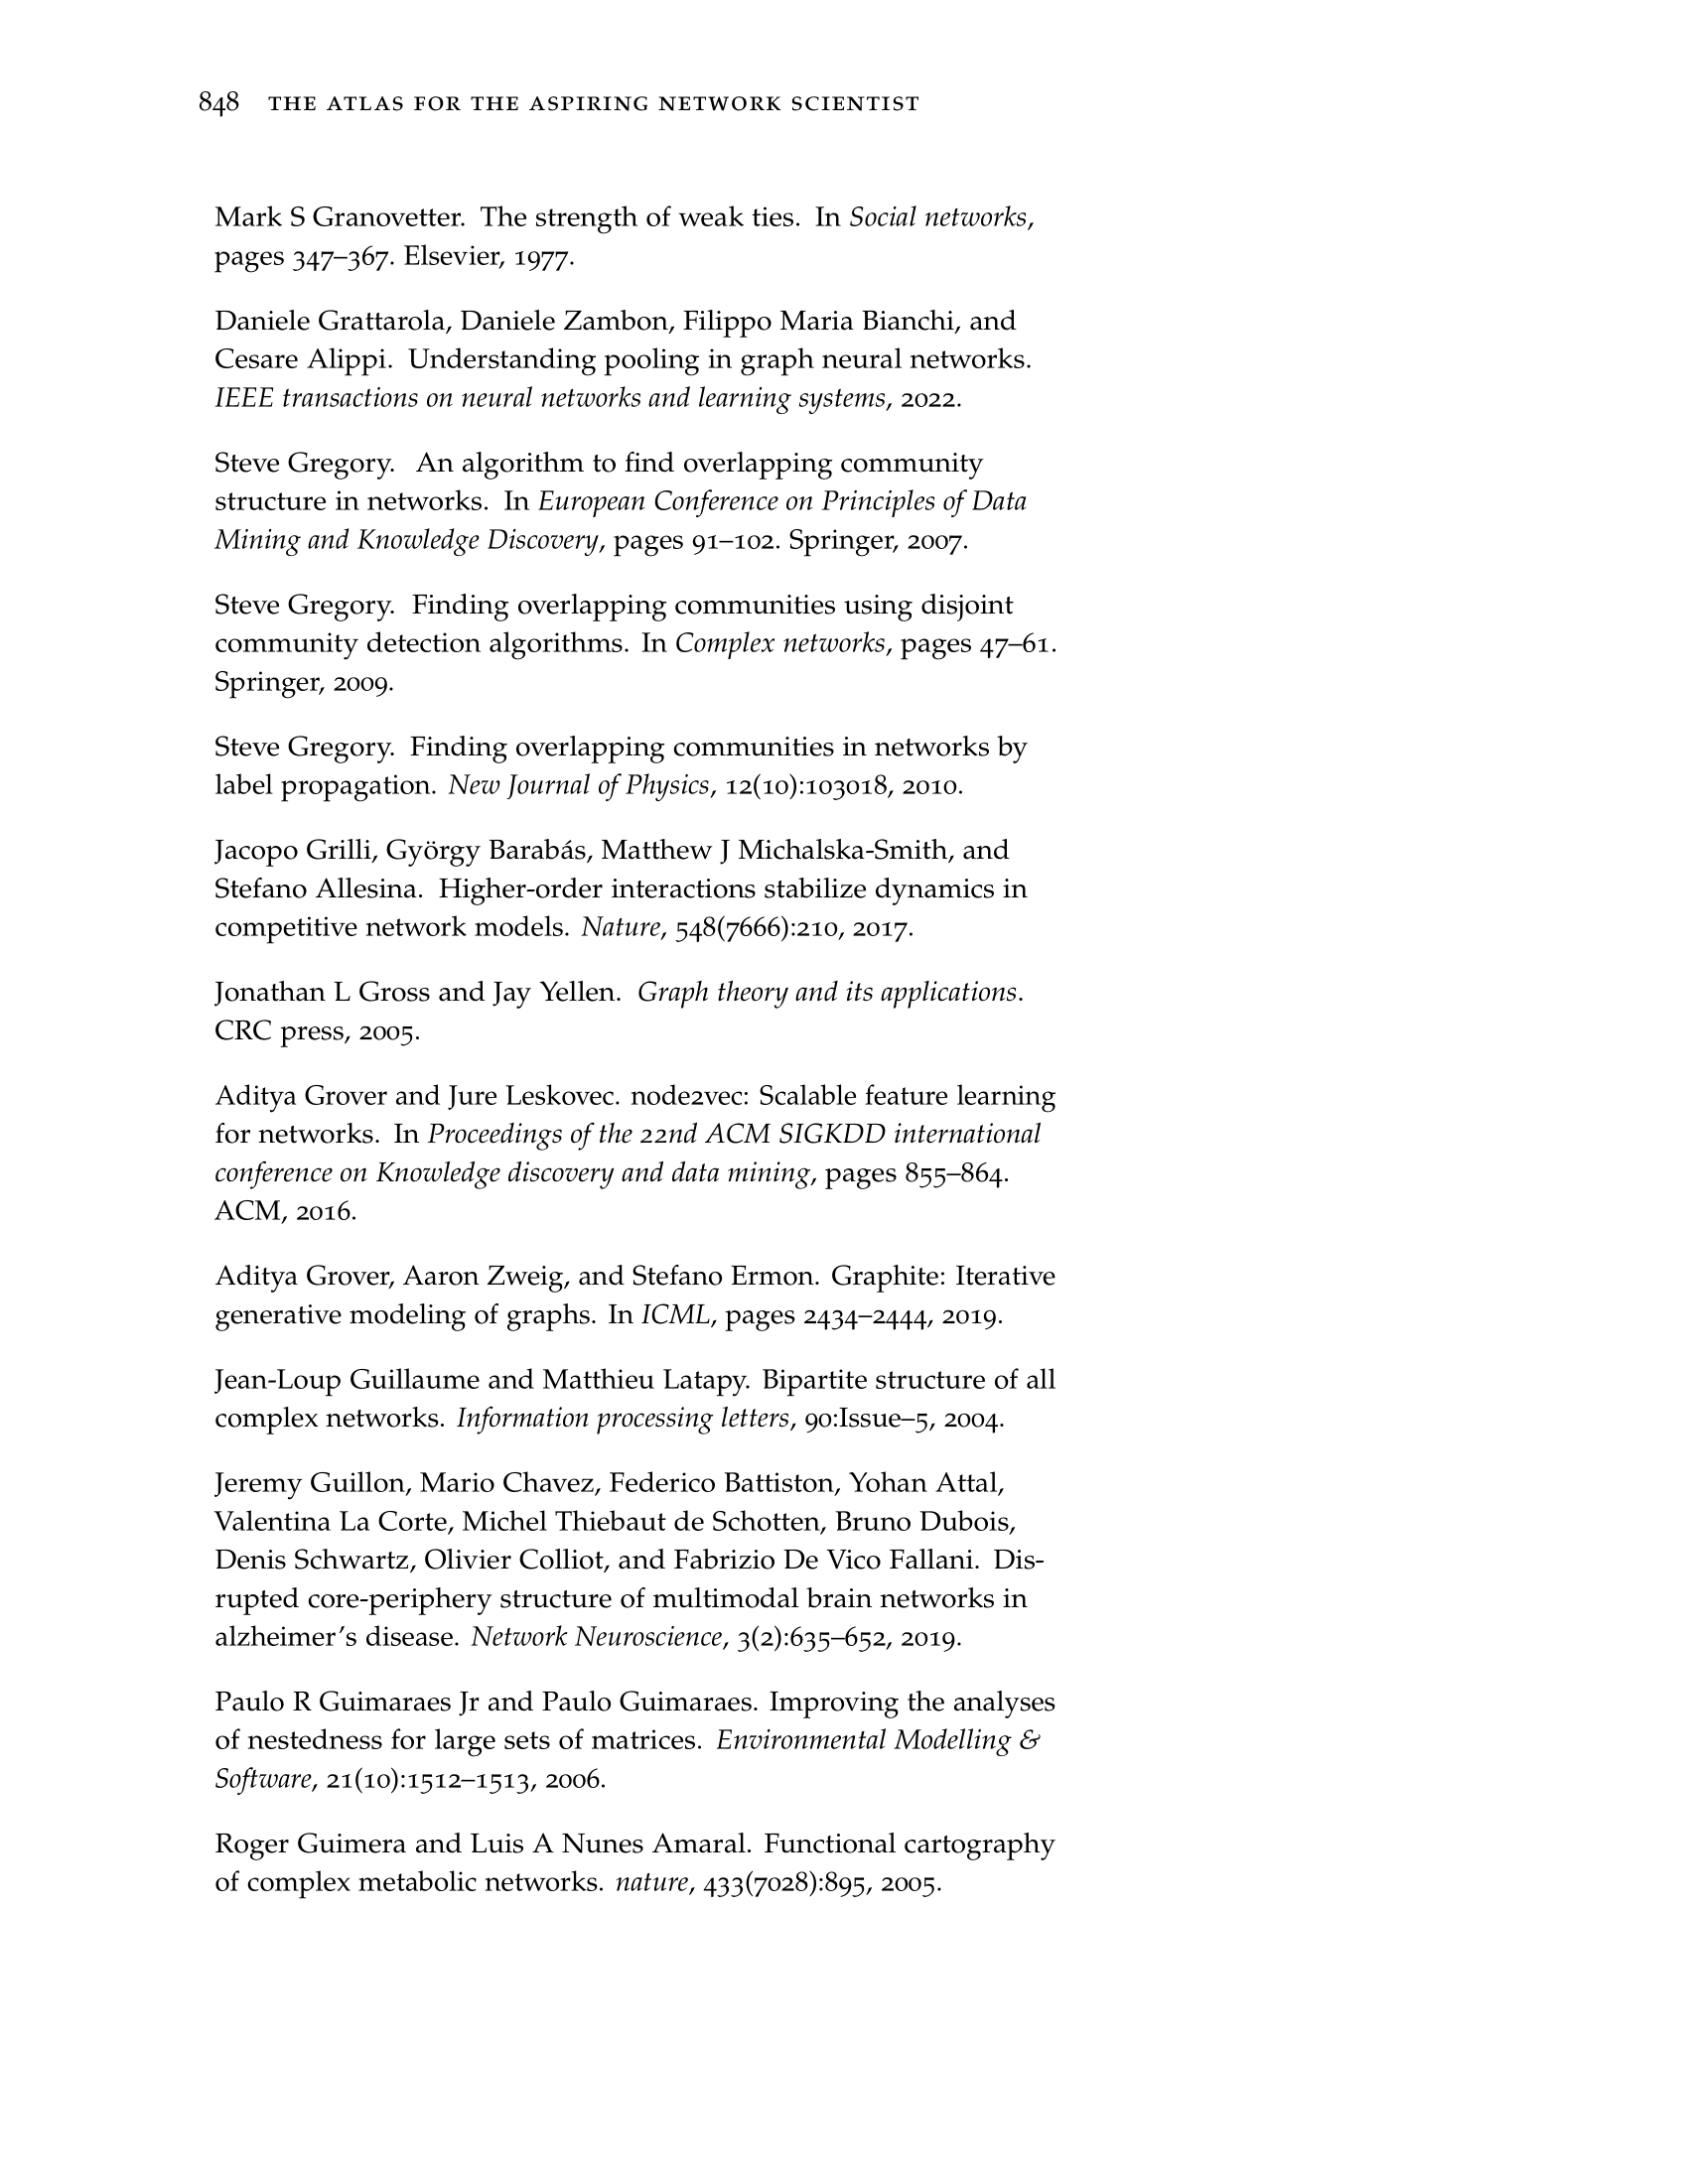 848 THE ATLAS FOR THE ASPIRING NETWORK SCIENTIST
Mark S Granovetter. The strength of weak ties. In Social networks,
pages 347–367. Elsevier, 1977.
Daniele Grattarola, Daniele Zambon, Filippo Maria Bianchi, and
Cesare Alippi. Understanding pooling in graph neural networks.
IEEE transactions on neural networks and learning systems, 2022.
Steve Gregory. An algorithm to find overlapping community
structure in networks. In European Conference on Principles of Data
Mining and Knowledge Discovery, pages 91–102. Springer, 2007.
Steve Gregory. Finding overlapping communities using disjoint
community detection algorithms. In Complex networks, pages 47–61.
Springer, 2009.
Steve Gregory. Finding overlapping communities in networks by
label propagation. New Journal of Physics, 12(10):103018, 2010.
Jacopo Grilli, György Barabás, Matthew J Michalska-Smith, and
Stefano Allesina. Higher-order interactions stabilize dynamics in
competitive network models. Nature, 548(7666):210, 2017.
Jonathan L Gross and Jay Yellen. Graph theory and its applications.
CRC press, 2005.
Aditya Grover and Jure Leskovec. node2vec: Scalable feature learning
for networks. In Proceedings of the 22nd ACM SIGKDD international
conference on Knowledge discovery and data mining, pages 855–864.
ACM, 2016.
Aditya Grover, Aaron Zweig, and Stefano Ermon. Graphite: Iterative
generative modeling of graphs. In ICML, pages 2434–2444, 2019.
Jean-Loup Guillaume and Matthieu Latapy. Bipartite structure of all
complex networks. Information processing letters, 90:Issue–5, 2004.
Jeremy Guillon, Mario Chavez, Federico Battiston, Yohan Attal,
Valentina La Corte, Michel Thiebaut de Schotten, Bruno Dubois,
Denis Schwartz, Olivier Colliot, and Fabrizio De Vico Fallani. Dis-
rupted core-periphery structure of multimodal brain networks in
alzheimer's disease. Network Neuroscience, 3(2):635–652, 2019.
Paulo R Guimaraes Jr and Paulo Guimaraes. Improving the analyses
of nestedness for large sets of matrices. Environmental Modelling &
Software, 21(10):1512–1513, 2006.
Roger Guimera and Luis A Nunes Amaral. Functional cartography
of complex metabolic networks. nature, 433(7028):895, 2005.